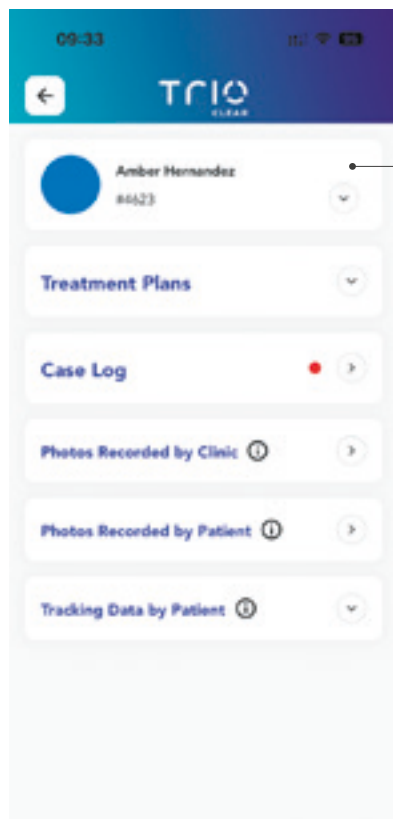 09:33
TrIO
CLEAR
Amber Hernandez
#4623
Treatment Plans
Case Log
Photos Recorded by Clinic
Photos Recorded by Patient
Tracking Data by Patient